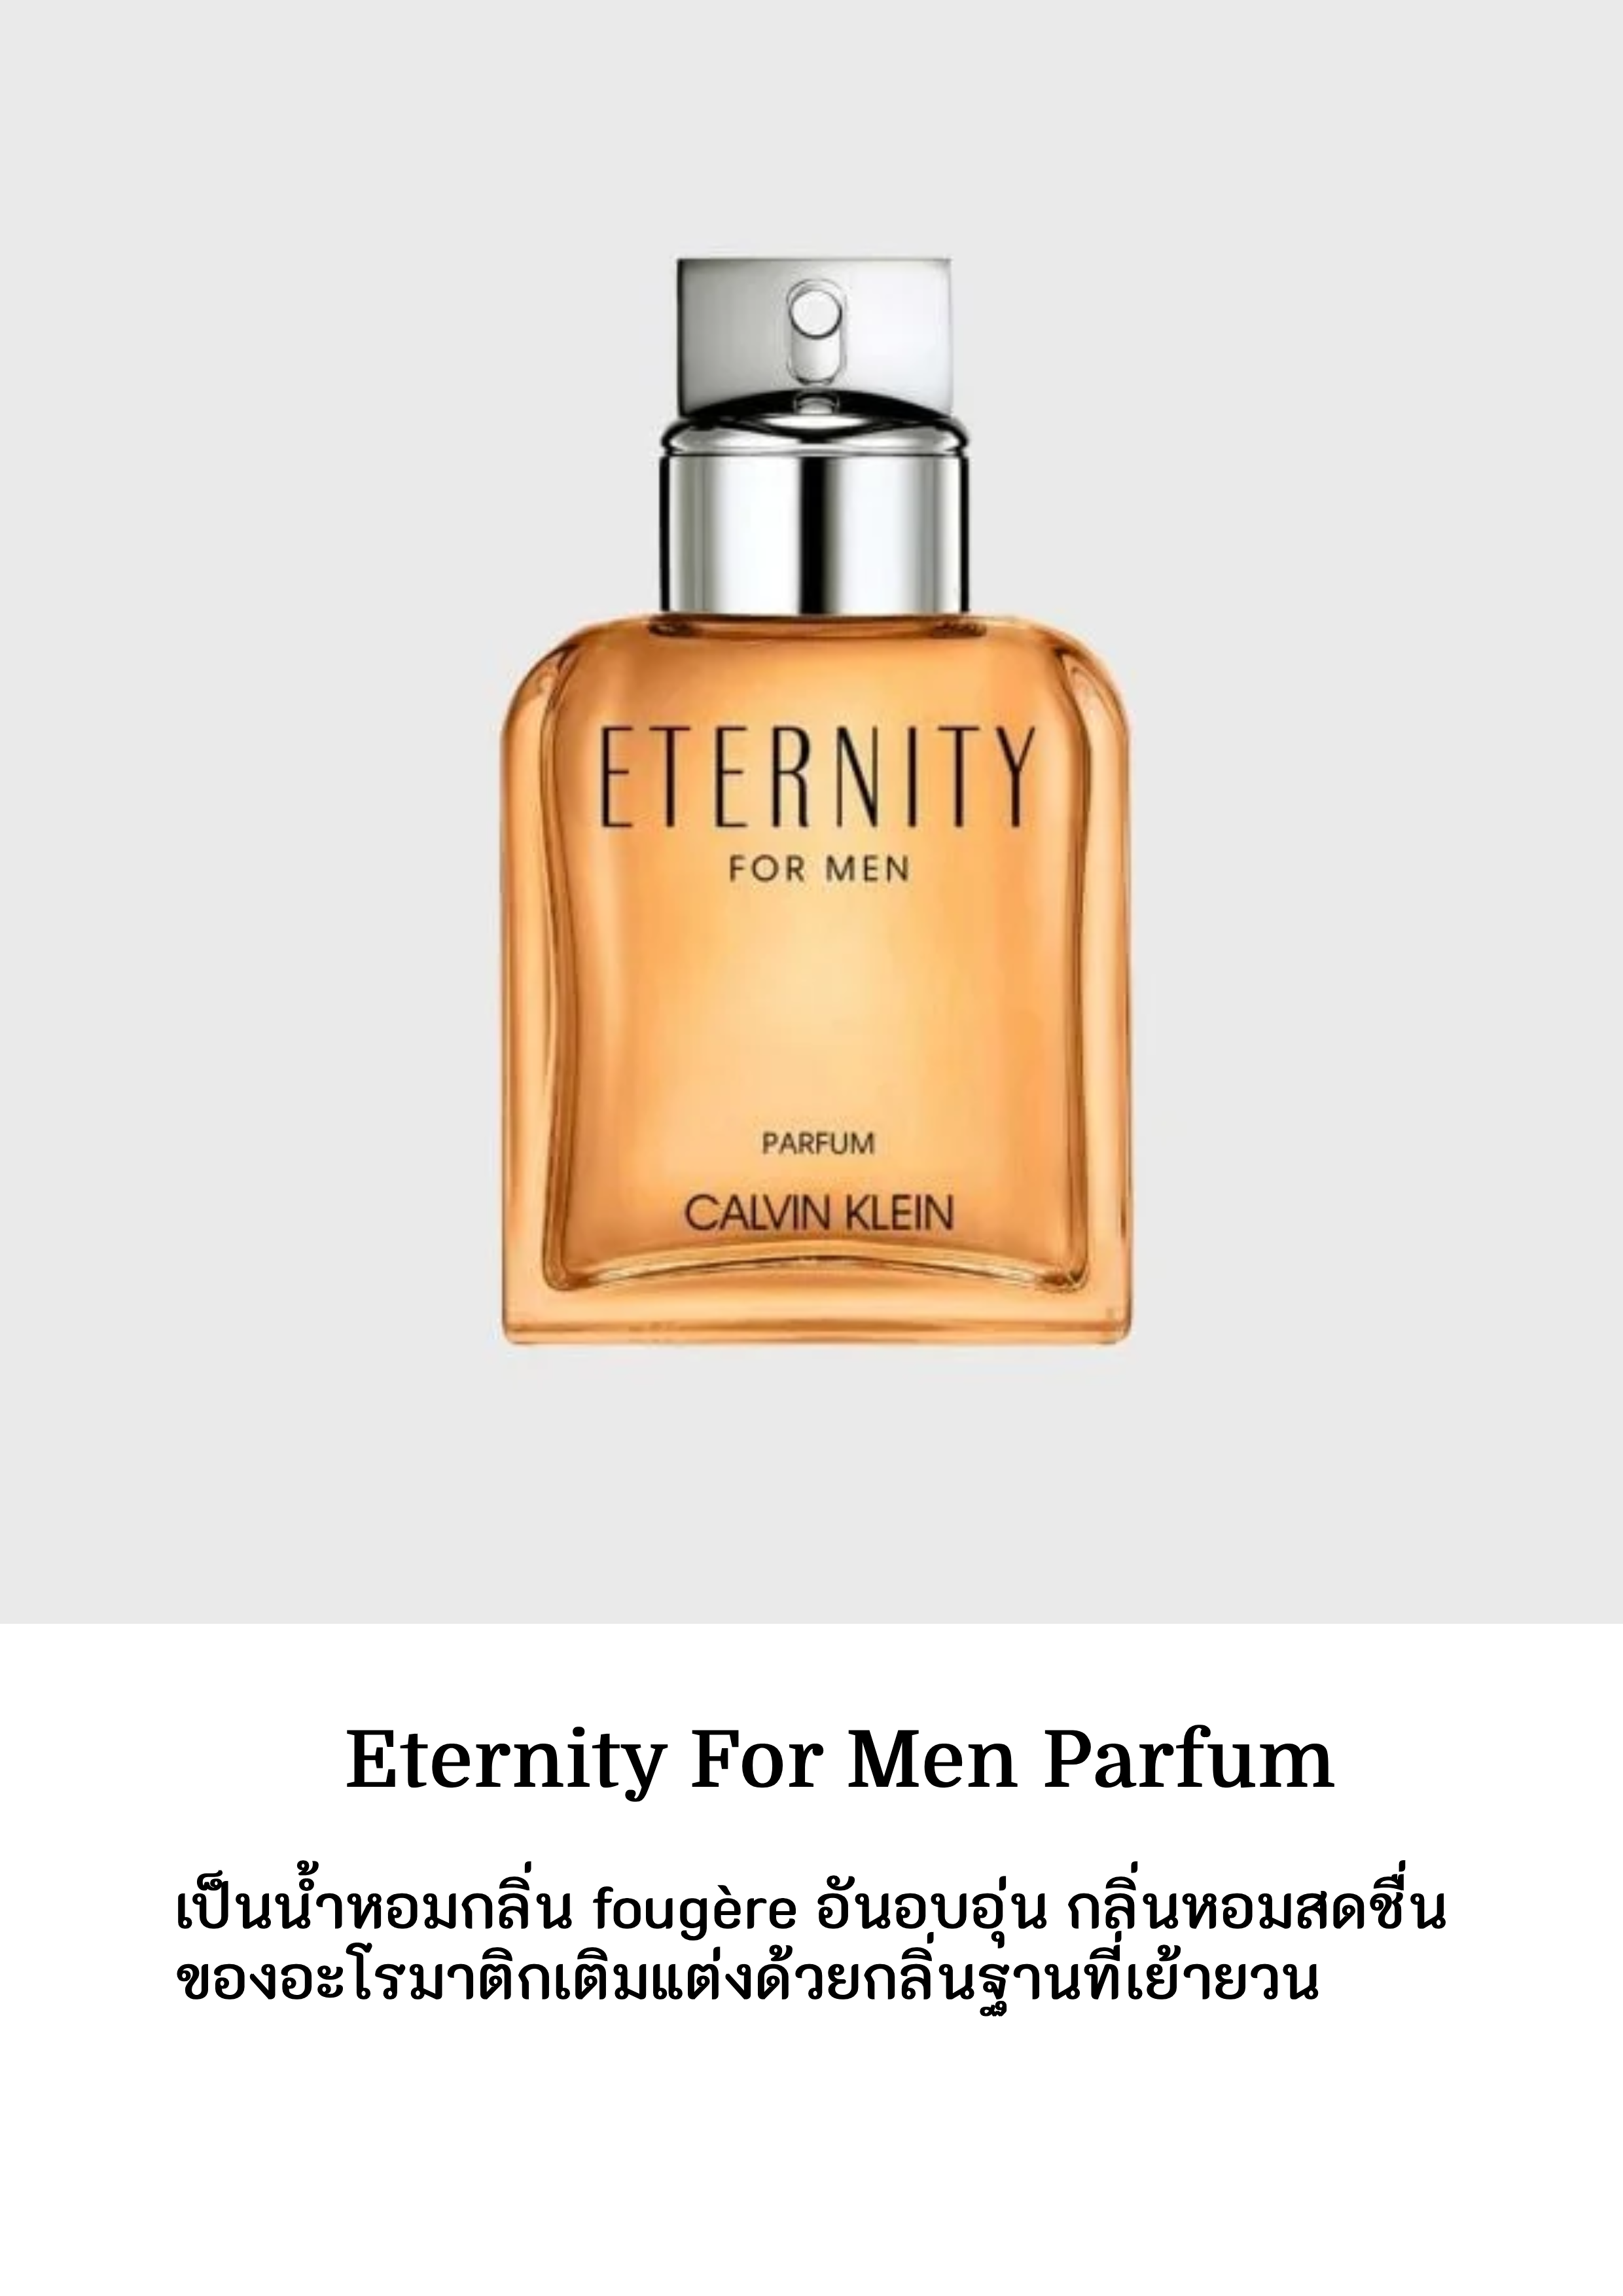 ETERNITY
FOR MEN
PARFUM
CALVIN KLEIN
Eternity For Men Parfum
เป็นน้ำหอมกลิ่น fougère อันอบอุ่น กลิ่นหอมสดชื่น
ของอะโรมาติกเติมแต่งด้วยกลิ่นฐานที่เย้ายวน